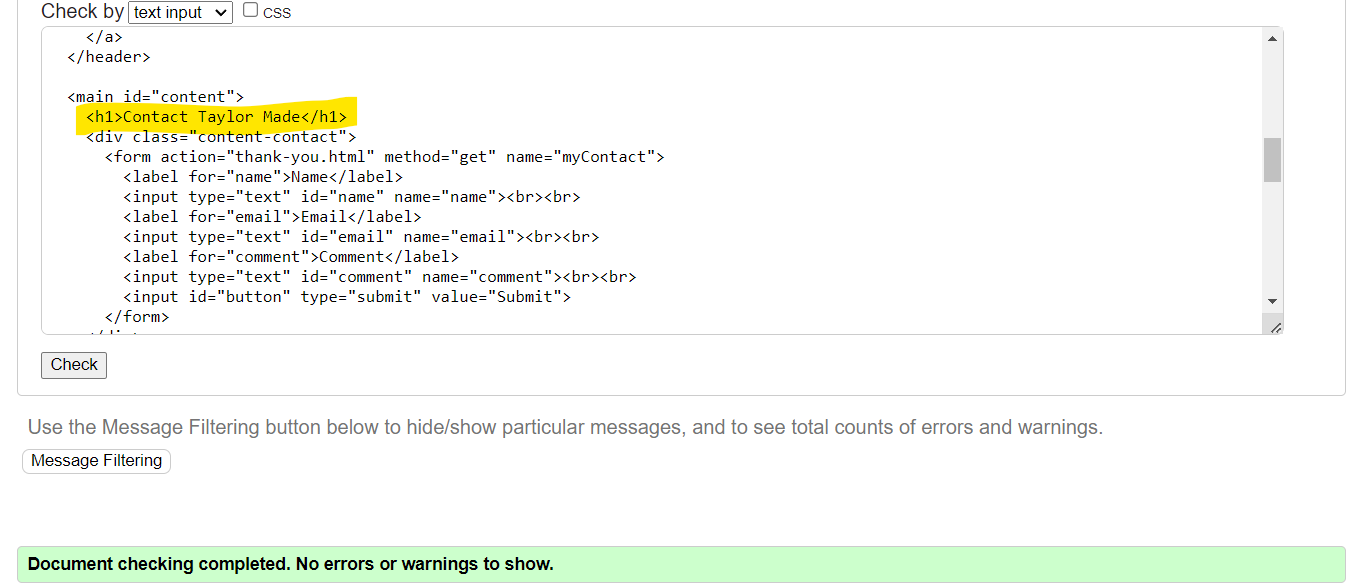 Check by text input CSS
</a>
</header>
<main id="content">
<h1>Contact Taylor Made</h1>
<div class="content-contact">
<form action="thank-you.html" method="get" name="myContact">
<label for="name">Name</label>
<input type="text" id="name" name="name"><br><br>
<label for="email">Email</label>
<input type="text" id="email" name="email"><br><br>
<label for="comment">Comment</label>
<input type="text" id="comment" name="comment"><br><br>
<input id="button" type="submit" value="Submit">
</form>
Check
Use the Message Filtering button below to hide/show particular messages, and to see total counts of errors and warnings.
Message Filtering
Document checking completed. No errors or warnings to show.